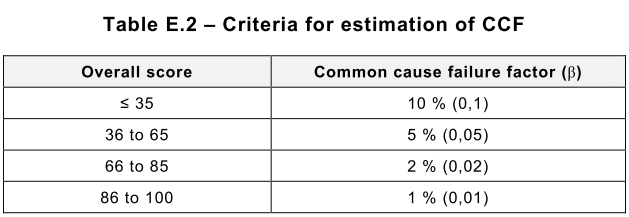 Table E.2 – Criteria for estimation of CCF
Overall score Common cause failure factor (β)
≤ 35 10 % (0,1)
36 to 65 5 % (0,05)
66 to 85 2 % (0,02)
86 to 100 1 % (0,01)